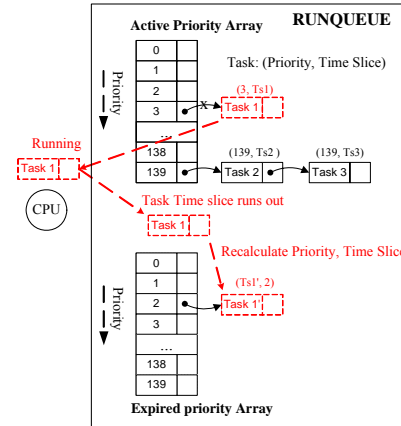 RUNQUEUE
Active Priority Array
0
1
2
3
...
138
139
Priority
Task: (Priority, Time Slice)
(3, Ts1)
x
Task 1
Running
Task 1
CPU
(139, Ts2 )
(139, Ts3)
Task 2
Task 3
Task Time slice runs out
Task 1
Recalculate Priority, Time Slice
0
1
2
3
...
138
139
Priority
(Ts1', 2)
Task 1'
Expired priority Array